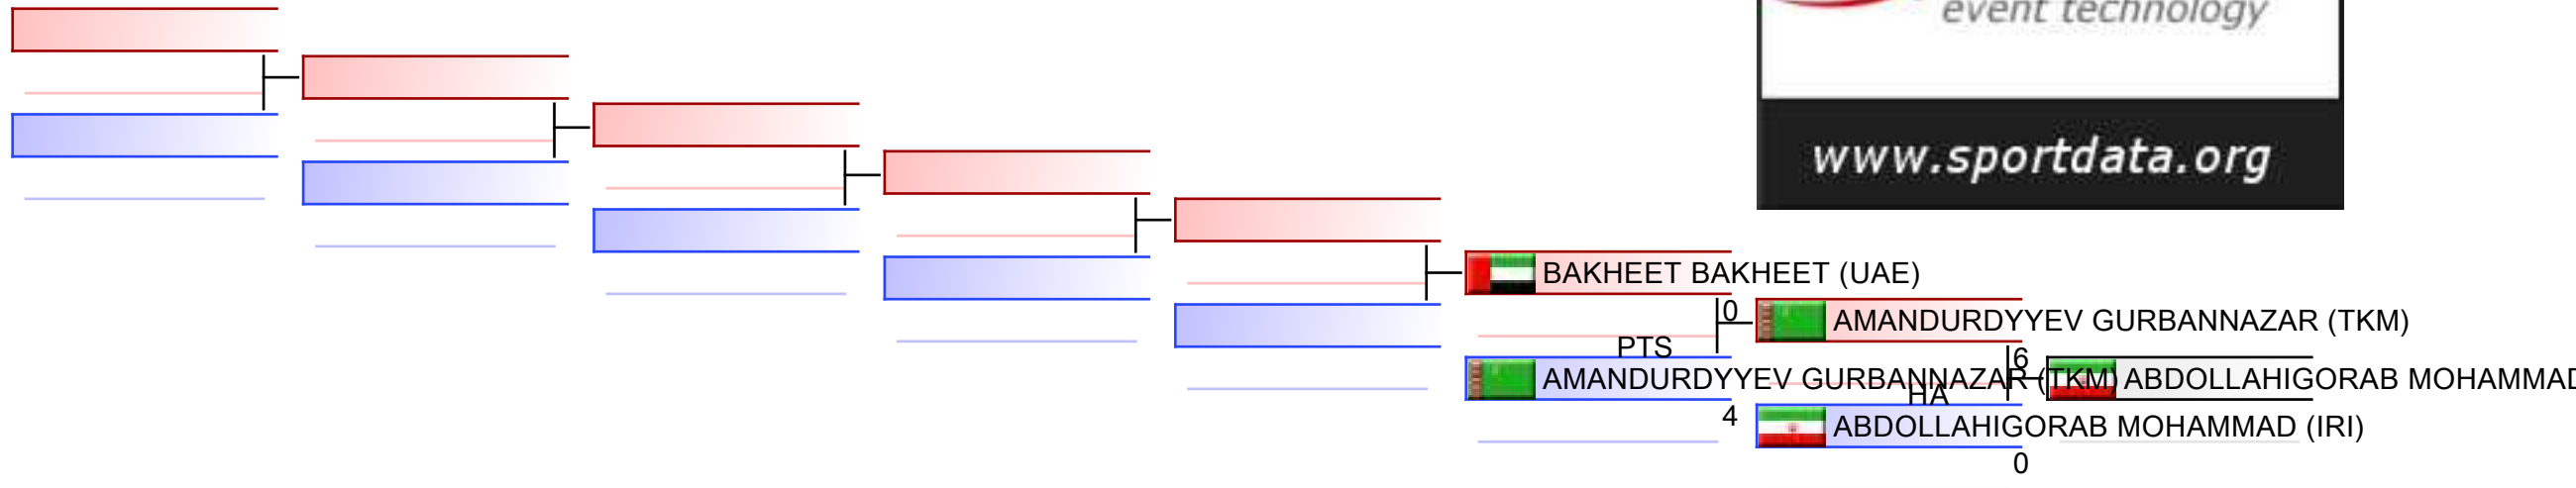 event technology
www.sportdata.org
BAKHEET BAKHEET (UAE)
0
AMANDURDYYEV GURBANNAZAR (TKM)
PTS
6
AMANDURDYYEV GURBANNAZAR (TKM)
ABDOLLAHIGORAB MOHAMMAD
HA
4
ABDOLLAHIGORAB MOHAMMAD (IRI)
0